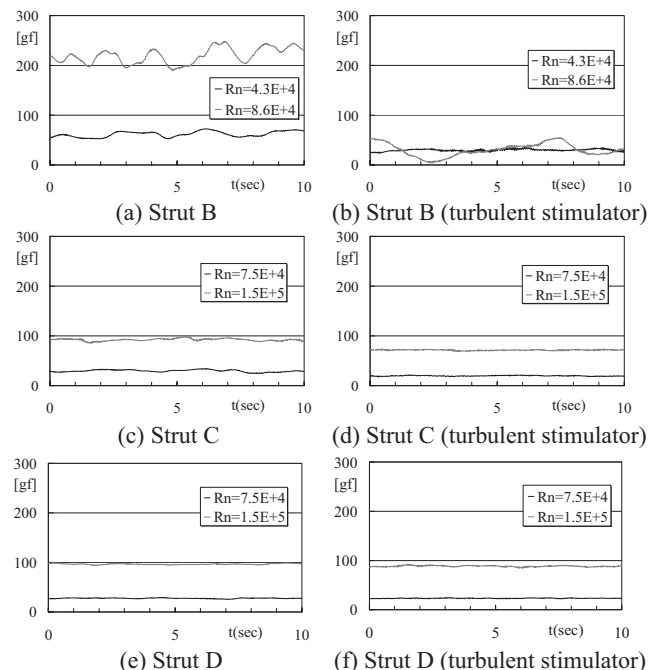 300
[gf]
200
100
0
Rn=4.3E+4
Rn=8.6E+4
0 5 t(sec) 10
(a) Strut B
300
[gf]
200
100
0
Rn=4.3E+4
Rn=8.6E+4
0 5 t(sec) 10
(b) Strut B (turbulent stimulator)
300
[gf]
200
100
0
Rn=7.5E+4
Rn=1.5E+5
0 5 t(sec) 10
(c) Strut C
300
[gf]
200
100
0
Rn=7.5E+4
Rn=1.5E+5
0 5 t(sec) 10
(d) Strut C (turbulent stimulator)
300
[gf]
200
100
0
Rn=7.5E+4
Rn=1.5E+5
0 5 t(sec) 10
(e) Strut D
300
[gf]
200
100
0
Rn=7.5E+4
Rn=1.5E+5
0 5 t(sec) 10
(f) Strut D (turbulent stimulator)